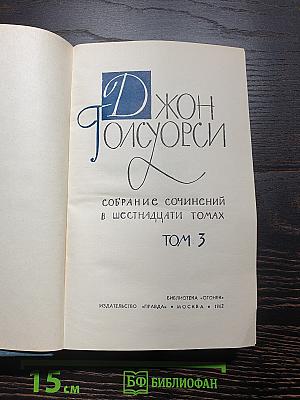 ДЖОН
ГОЛСУОРСИ
СОБРАНИЕ СОЧИНЕНИЙ
В ШЕСТНАДЦАТИ ТОМАХ
ТОМ 3
БИБЛИОТЕКА «ОГОНЕК»
ИЗДАТЕЛЬСТВО «ПРАВДА» • МОСКВА • 1962
15 см
БФ БИБЛИОФАН